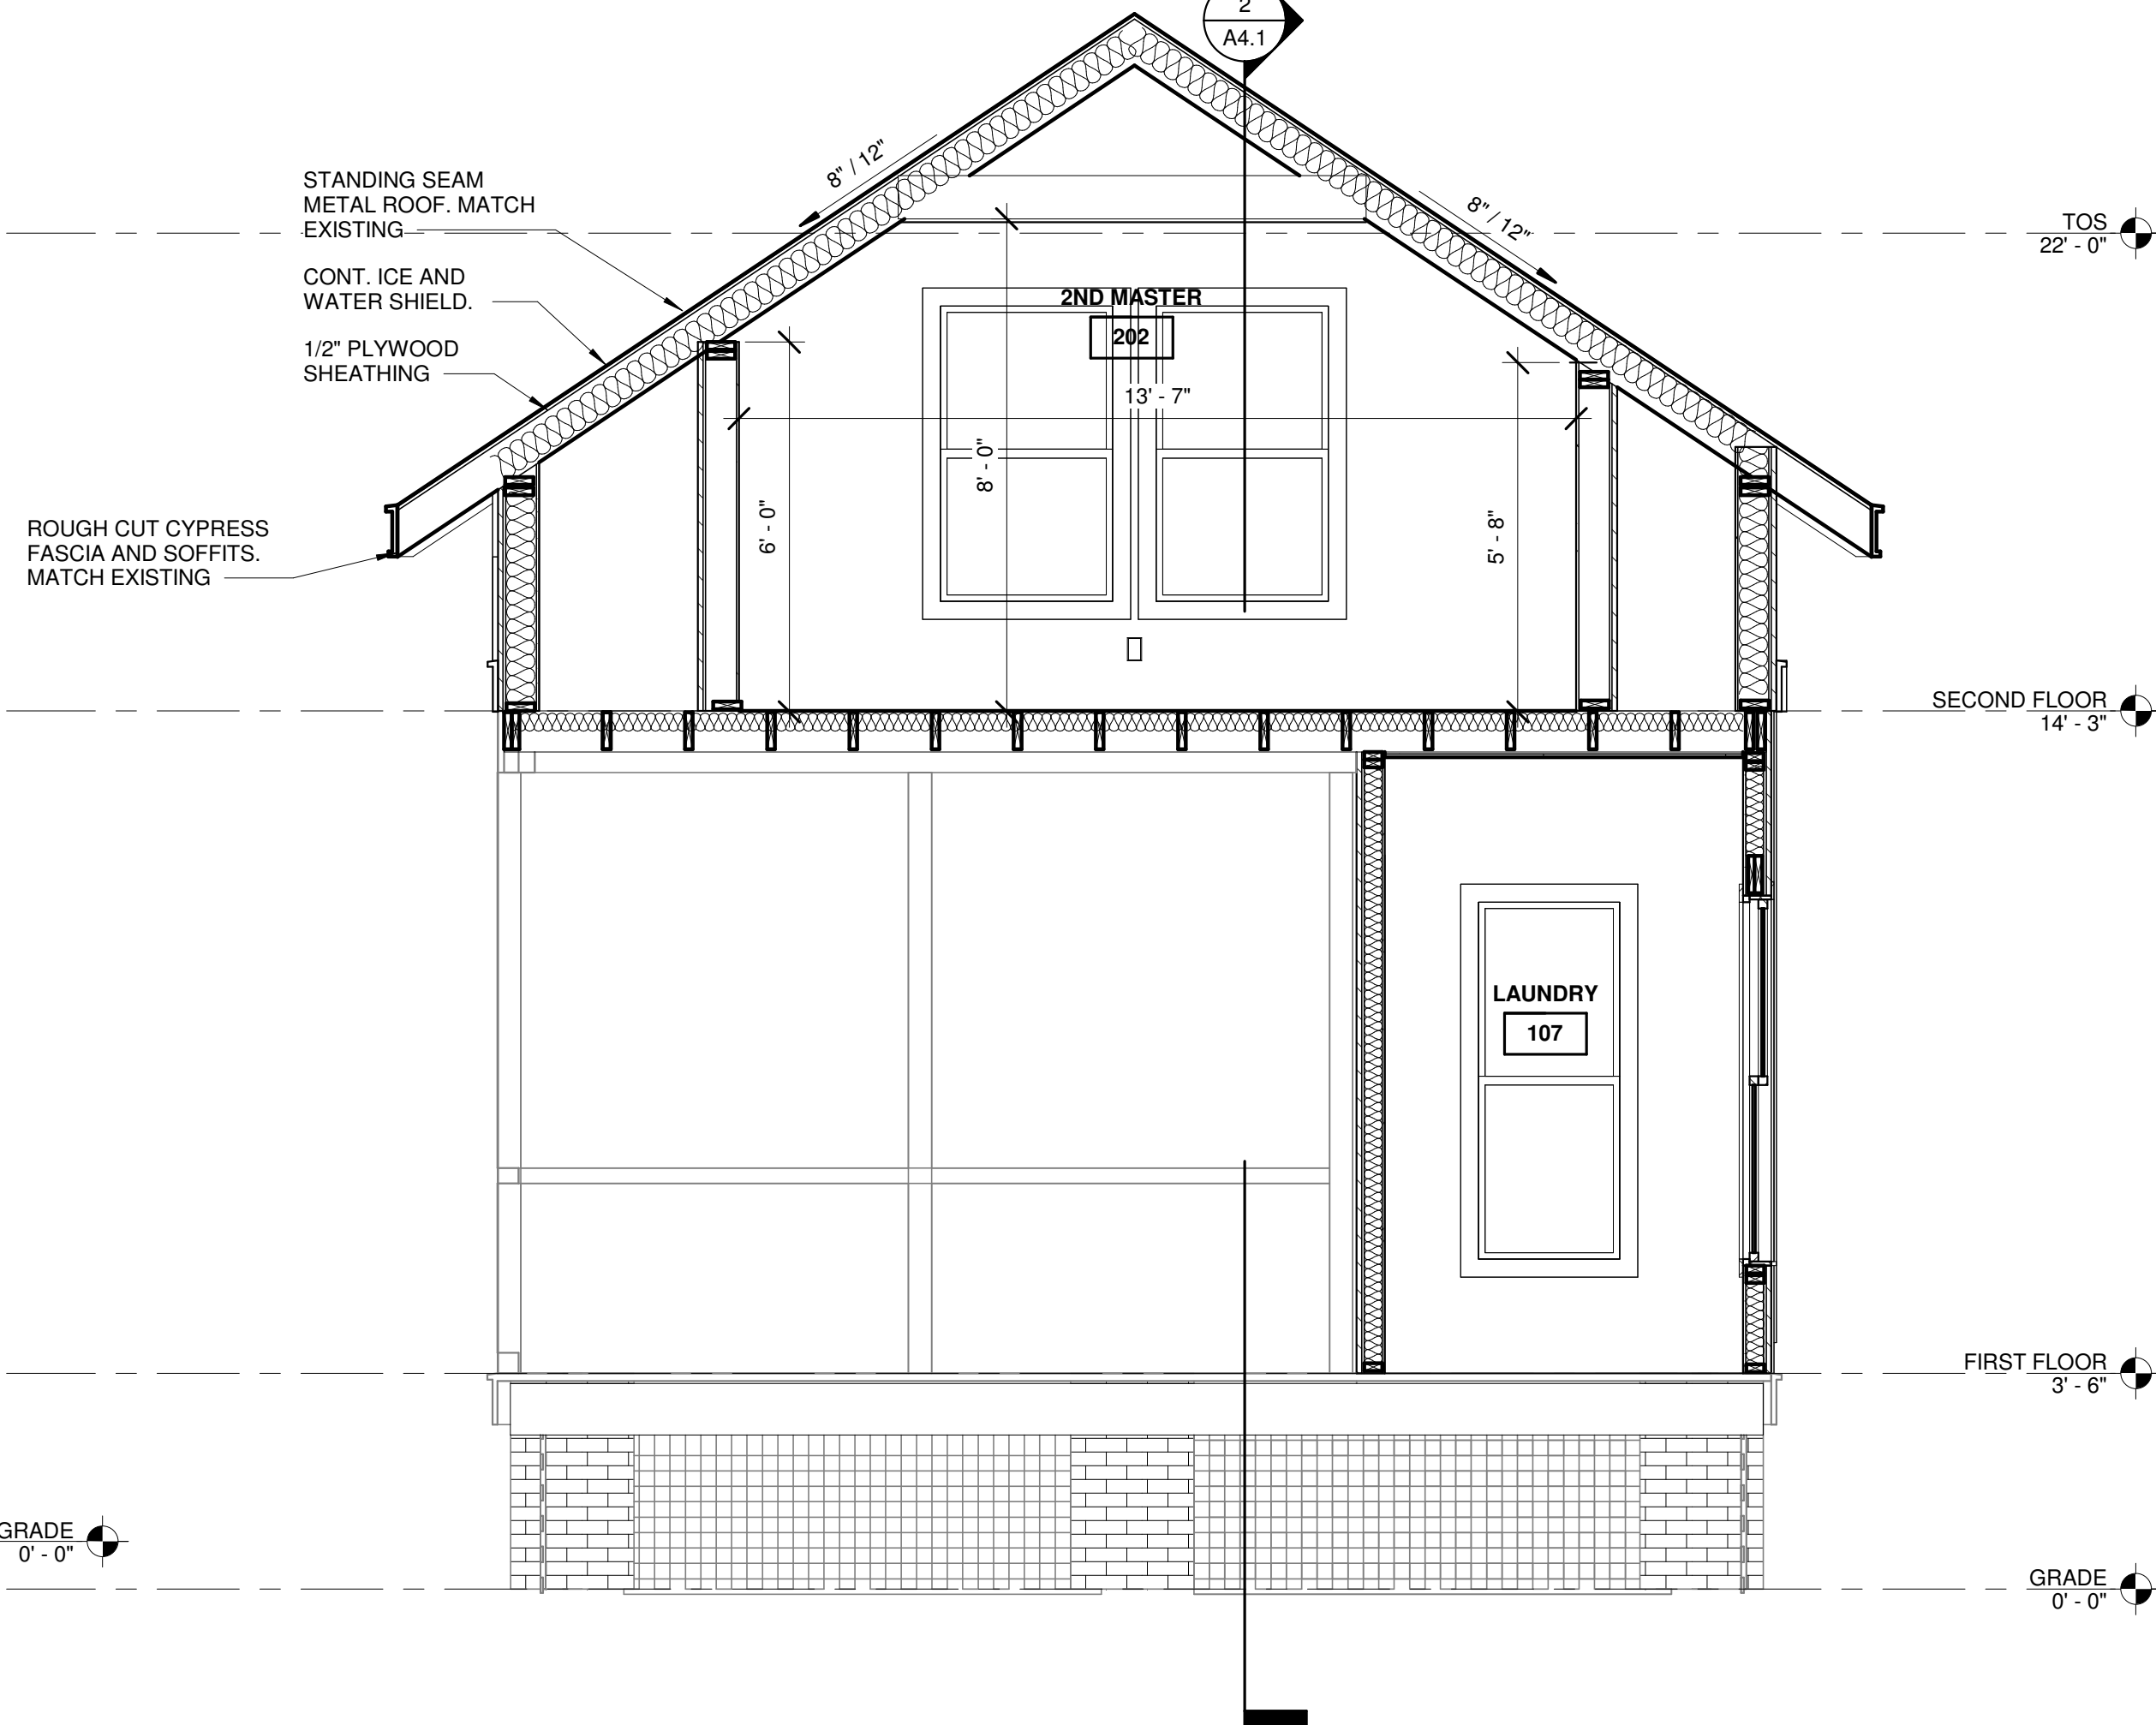 2
A4.1
8" / 12"
8" / 12"
STANDING SEAM
METAL ROOF. MATCH
EXISTING
CONT. ICE AND
WATER SHIELD.
1/2" PLYWOOD
SHEATHING
ROUGH CUT CYPRESS
FASCIA AND SOFFITS.
MATCH EXISTING
TOS
22' - 0"
2ND MASTER
202
13' - 7"
6' - 0"
8' - 0"
5' - 8"
SECOND FLOOR
14' - 3"
LAUNDRY
107
FIRST FLOOR
3' - 6"
GRADE
0' - 0"
GRADE
0' - 0"